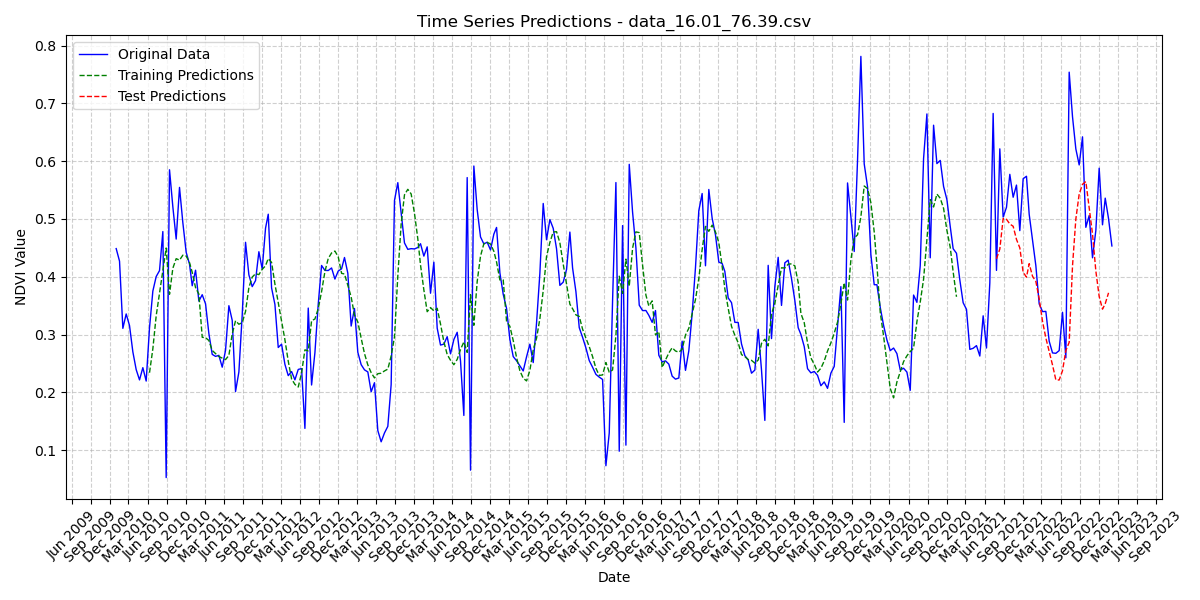 Time Series Predictions - data_16.01_76.39.csv
Original Data
Training Predictions
Test Predictions
NDVI Value
0.8
0.7
0.6
0.5
0.4
0.3
0.2
0.1
Jun 2009
Sep 2009
Dec 2009
Mar 2010
Jun 2010
Sep 2010
Dec 2010
Mar 2011
Jun 2011
Sep 2011
Dec 2011
Mar 2012
Jun 2012
Sep 2012
Dec 2012
Mar 2013
Jun 2013
Sep 2013
Dec 2013
Mar 2014
Jun 2014
Sep 2014
Dec 2014
Mar 2015
Jun 2015
Sep 2015
Dec 2015
Mar 2016
Jun 2016
Sep 2016
Dec 2016
Mar 2017
Jun 2017
Sep 2017
Dec 2017
Mar 2018
Jun 2018
Sep 2018
Dec 2018
Mar 2019
Jun 2019
Sep 2019
Dec 2019
Mar 2020
Jun 2020
Sep 2020
Dec 2020
Mar 2021
Jun 2021
Sep 2021
Dec 2021
Mar 2022
Jun 2022
Sep 2022
Dec 2022
Mar 2023
Jun 2023
Sep 2023
Date